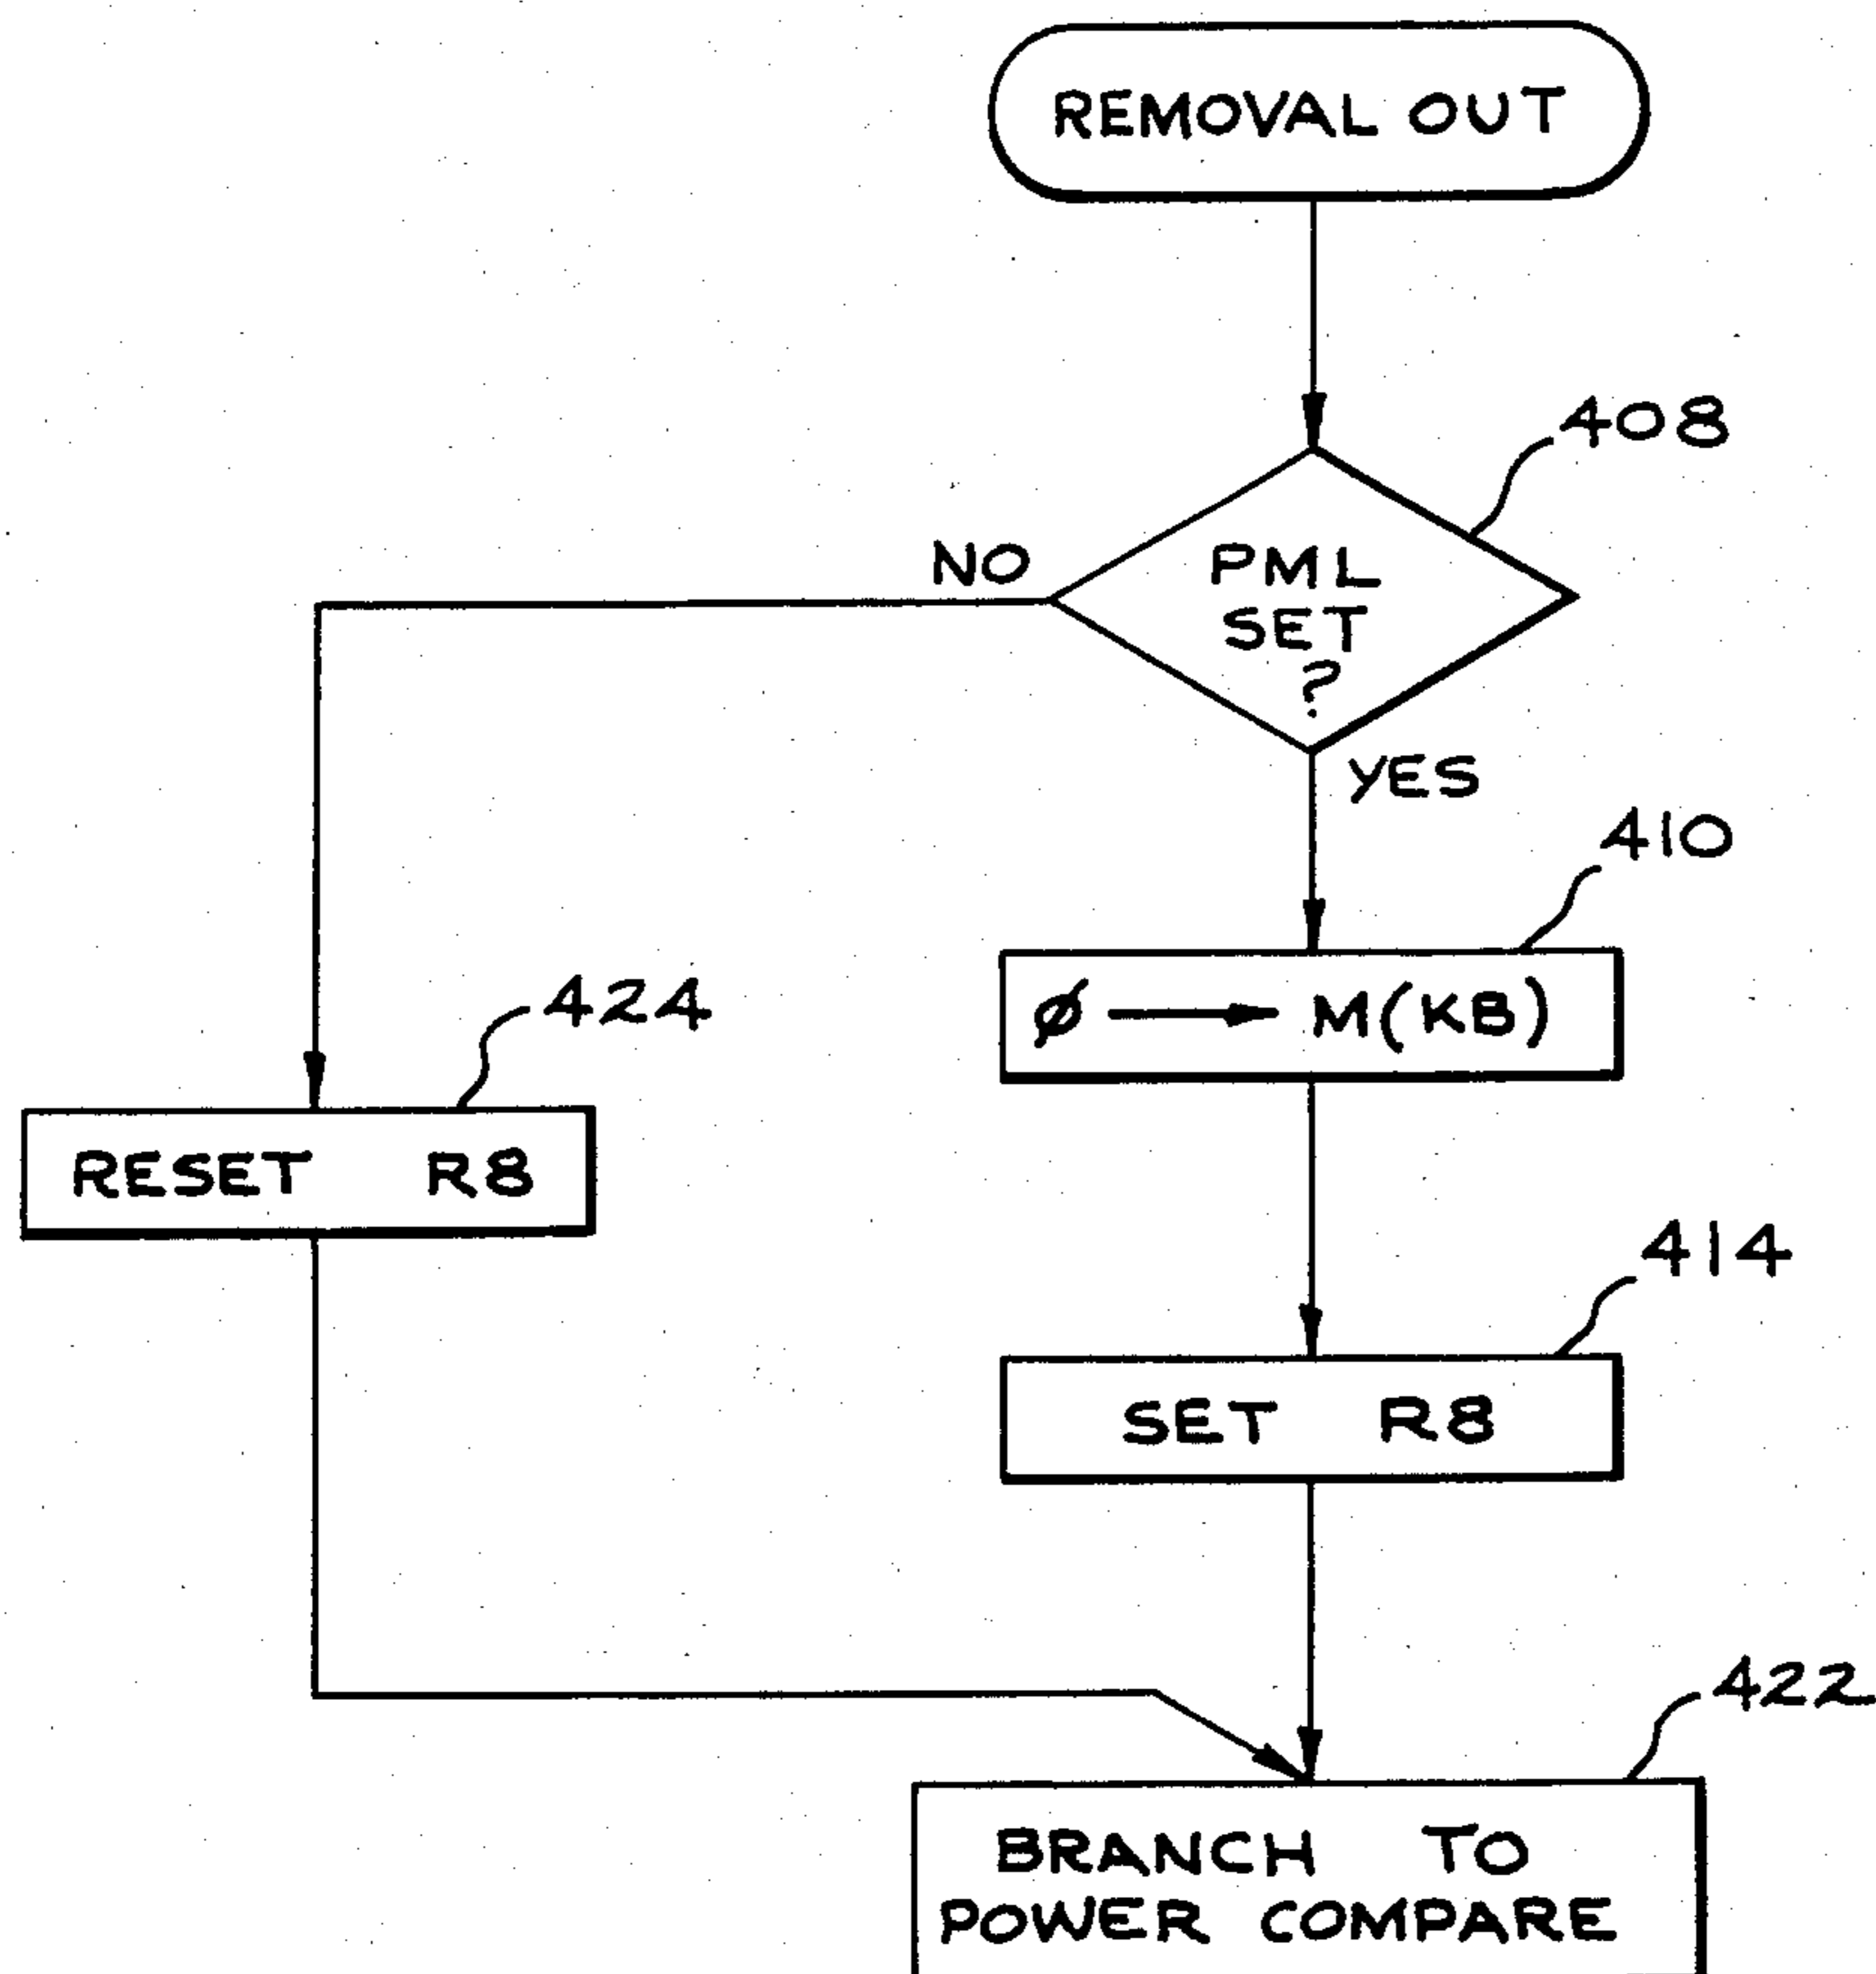 REMOVAL OUT
408
PML
SET
?
NO
YES
410
Ø → M(KB)
424
RESET R8
414
SET R8
422
BRANCH TO
POWER COMPARE